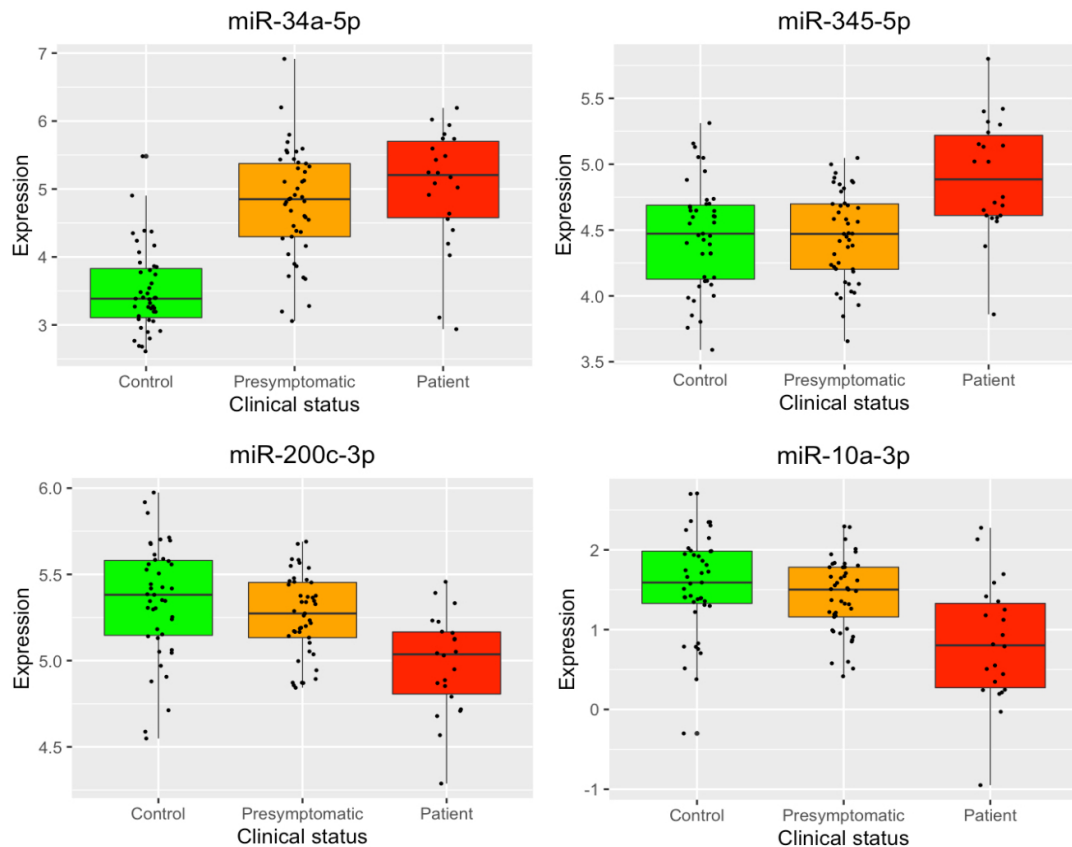 miR-34a-5p
Expression
7
6
5
4
3
Control Presymptomatic Patient
Clinical status
miR-345-5p
Expression
5.5
5.0
4.5
4.0
3.5
Control Presymptomatic Patient
Clinical status
miR-200c-3p
Expression
6.0
5.5
5.0
4.5
Control Presymptomatic Patient
Clinical status
miR-10a-3p
Expression
2
1
0
-1
Control Presymptomatic Patient
Clinical status